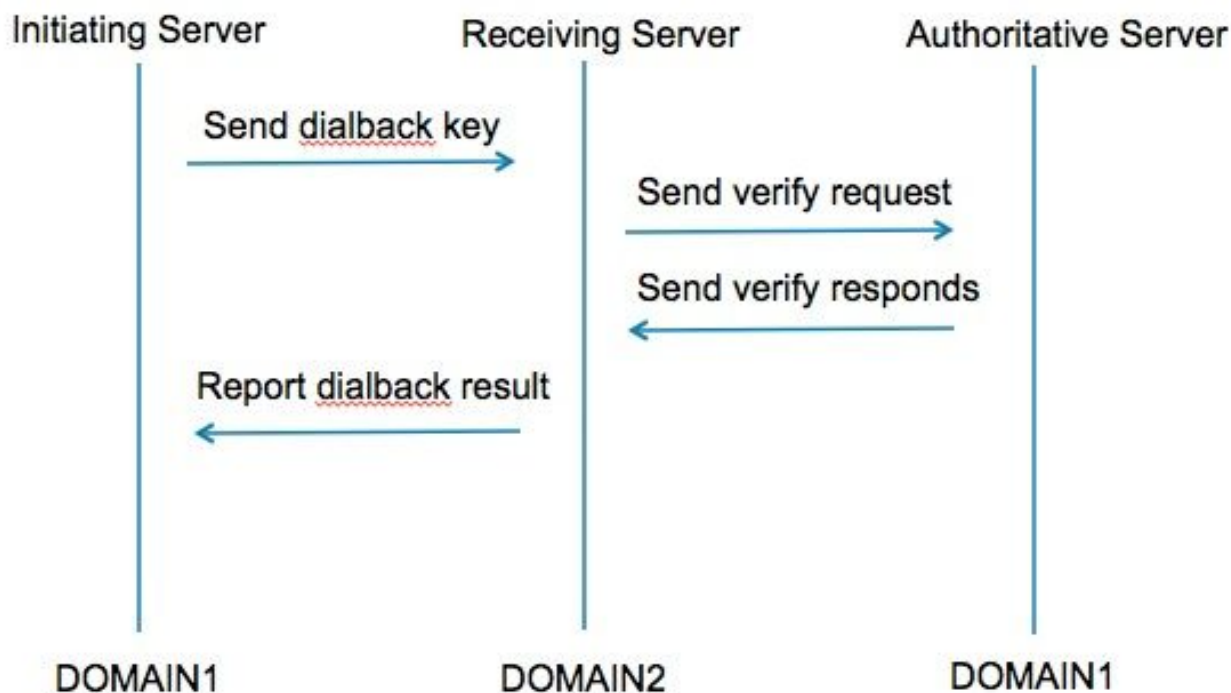 Initiating Server
Receiving Server
Authoritative Server
Send dialback key
Send verify request
Send verify responds
Report dialback result
DOMAIN1
DOMAIN2
DOMAIN1